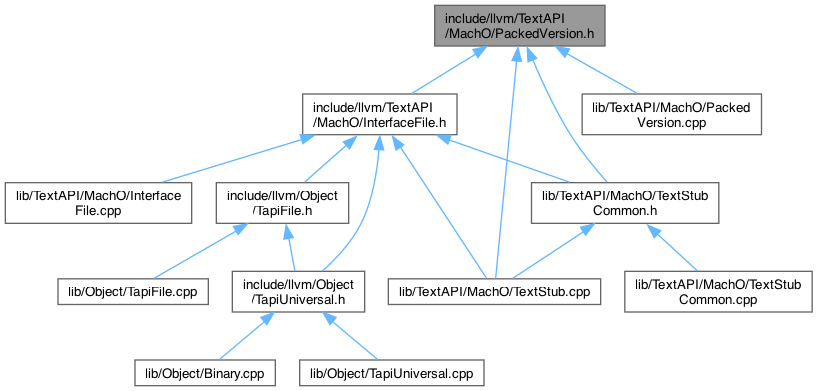 include/llvm/TextAPI
/MachO/PackedVersion.h
include/llvm/TextAPI
/MachO/InterfaceFile.h
lib/TextAPI/MachO/Packed
Version.cpp
lib/TextAPI/MachO/Interface
File.cpp
include/llvm/Object
/TapiFile.h
lib/TextAPI/MachO/TextStub
Common.h
lib/Object/TapiFile.cpp
include/llvm/Object
/TapiUniversal.h
lib/TextAPI/MachO/TextStub.cpp
lib/TextAPI/MachO/TextStub
Common.cpp
lib/Object/Binary.cpp
lib/Object/TapiUniversal.cpp